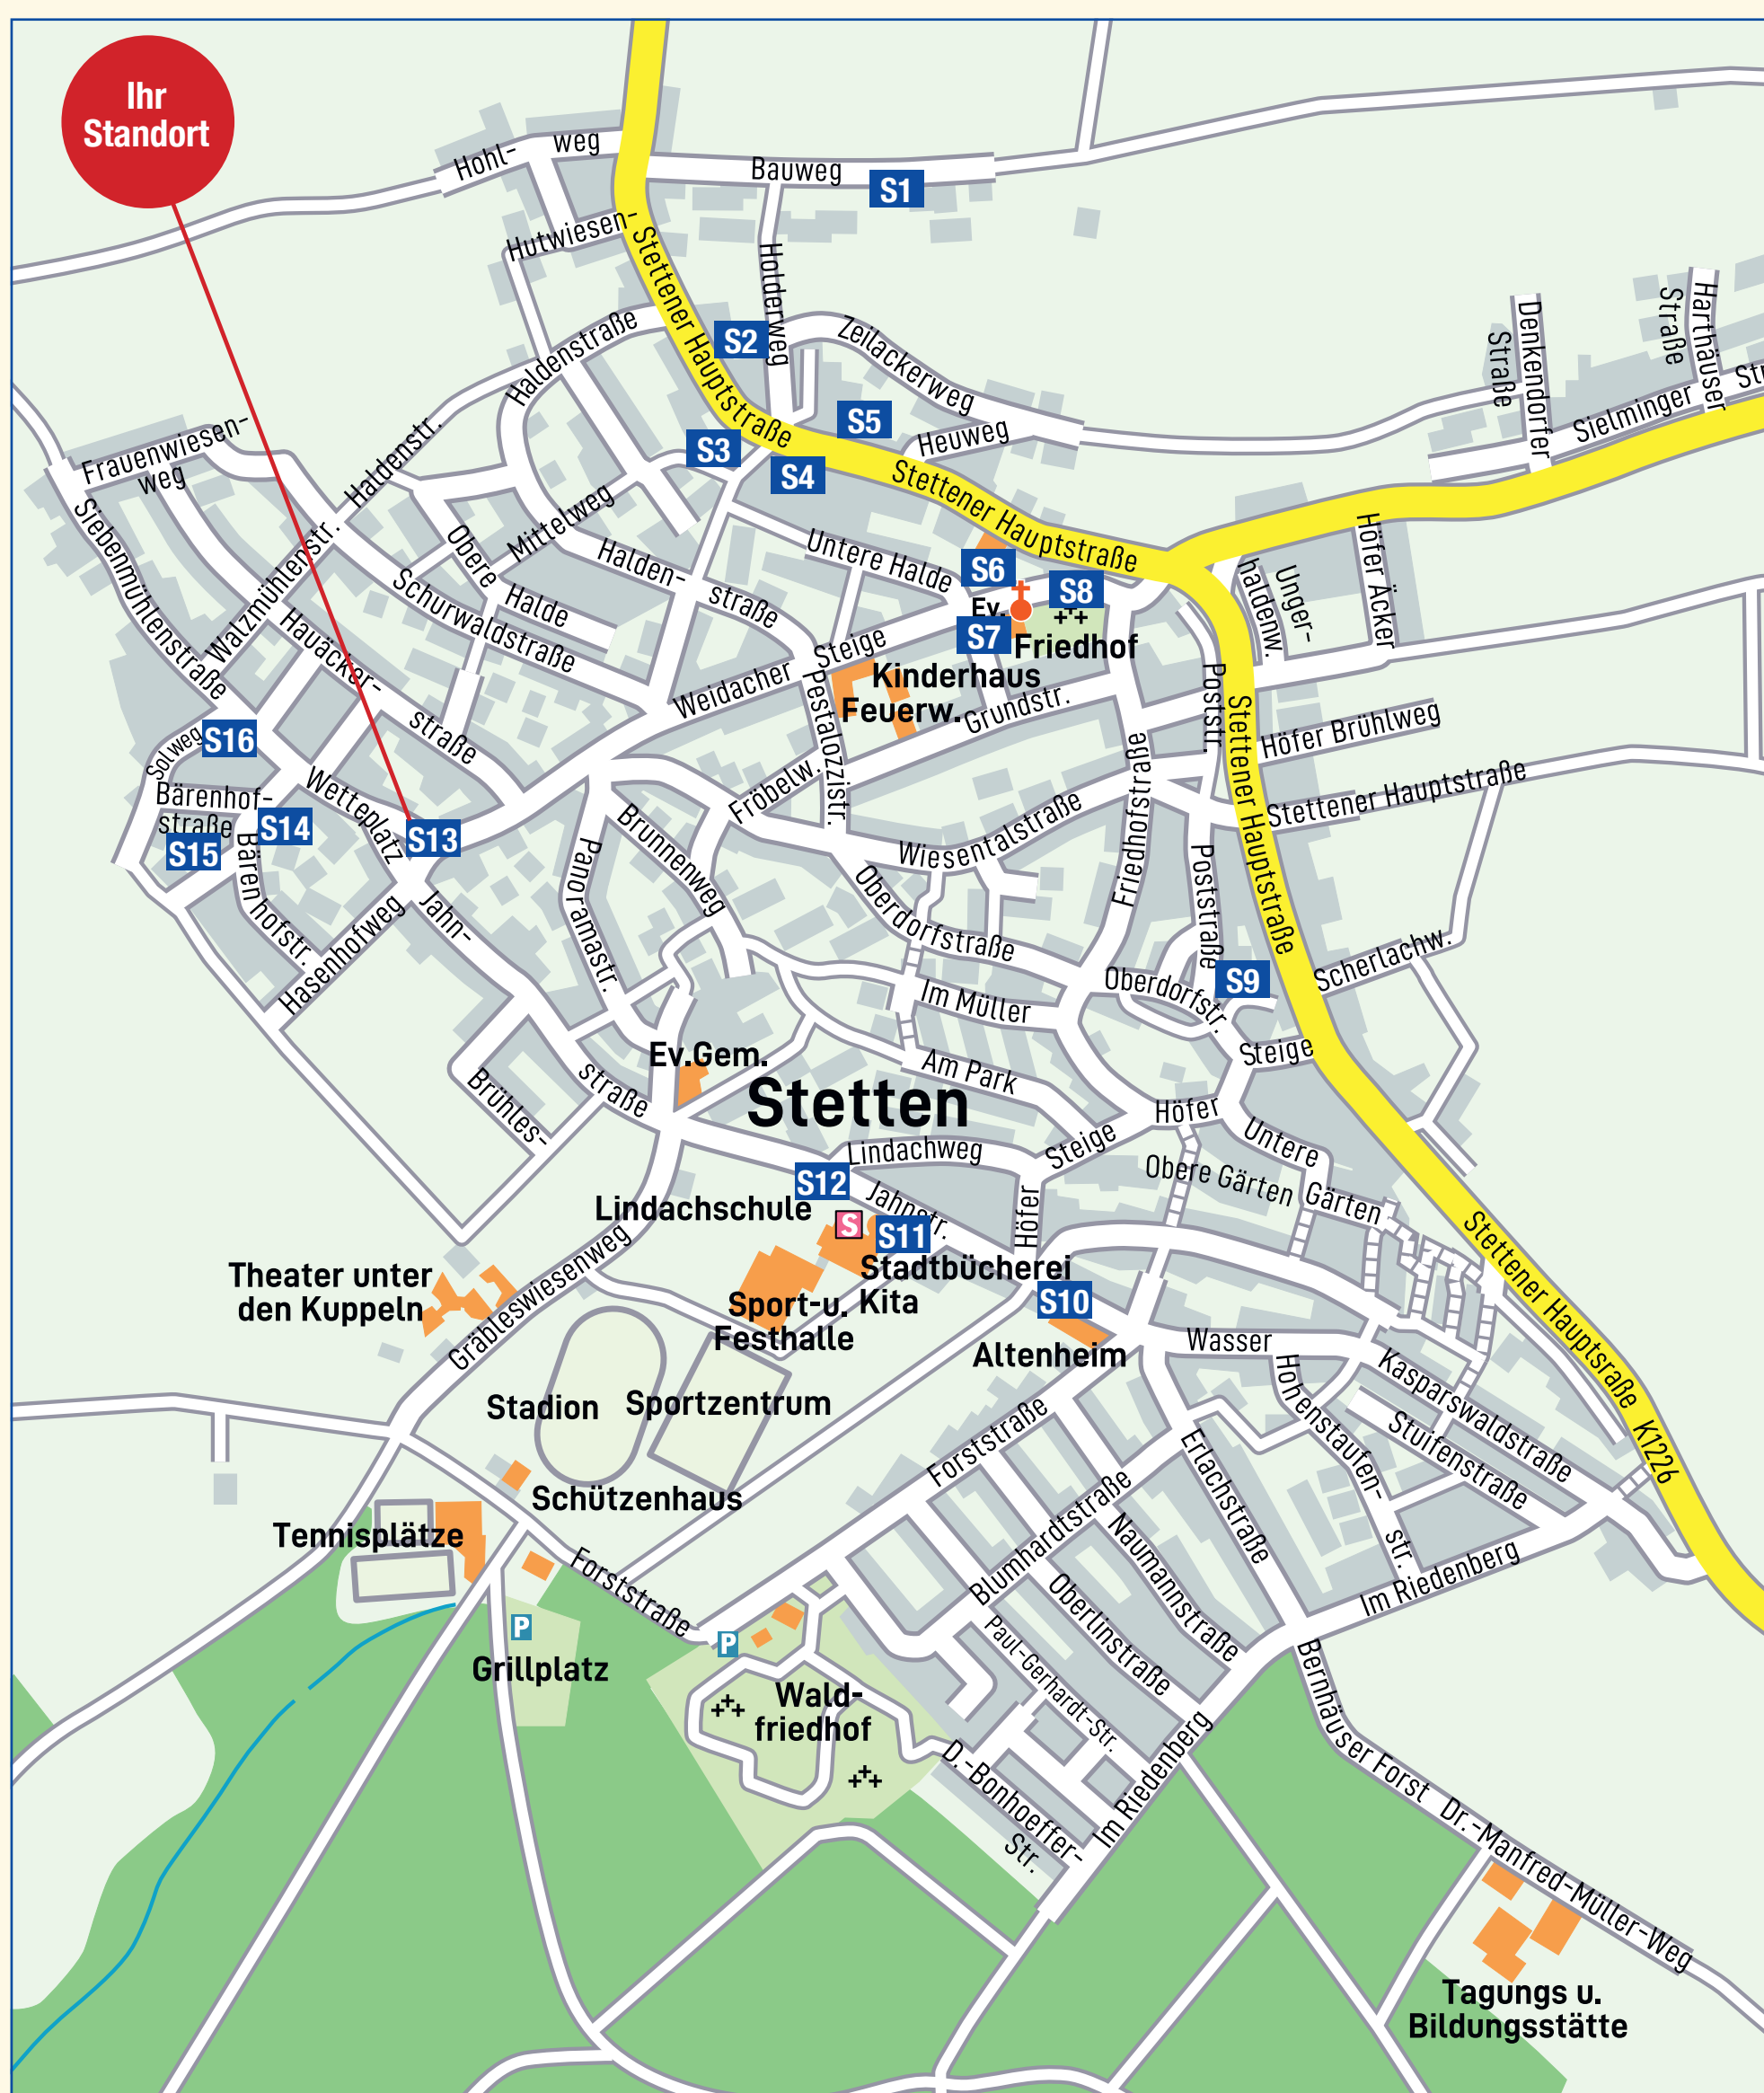 Ihr
Standort
Hohl-
weg
Bauweg
S1
Hutwiesen-
Stettener Hauptstraße
Holderweg
S2
Zeilackerweg
Haldenstraße
S5
Heuweg
S3
S4
Stettener Hauptstraße
Denkendorfer
Straße
Harthäuser
Straße
Sielminger
Str
Frauenwiesen-
weg
Haldenstr.
Siebenmühlenstraße
Walzmühlenstr.
Obere
Halde
Mittelweg
Halden-
straße
Untere Halde
S6
S8
Ev.
S7
Friedhof
Unger-
haldenw.
Höfer Äcker
Schurwaldstraße
Hauäcker-
straße
Weidacher
Steige
Kinderhaus
Feuerw.
Grundstr.
Pestalozzistr.
Poststr.
Stettener Hauptstraße
Höfer Brühlweg
Stettener Hauptstraße
S16
Solweg
Bärenhof-
straße
S14
S15
Bärenhofstr.
Wetteplatz
S13
Fröbelw.
Brunnenweg
Panoramastr.
Wiesentalstraße
Friedhofstraße
Poststraße
Oberdorfstraße
Jahn-
straße
Hasenhofweg
Oberdorfstr.
S9
Scherlachw.
Im Müller
Steige
Ev.Gem.
Am Park
Stetten
Brühles-
Höfer
Steige
Untere
Gärten
Obere Gärten
Lindachweg
S12
Lindachschule
Jahnstr.
S
S11
Höfer
Stadtbücherei
Kita
Sport-u.
Festhalle
S10
Altenheim
Theater unter
den Kuppeln
Gräbleswiesenweg
Stettener Hauptsraße
K1226
Wasser
Kasparswaldstraße
Hohenstaufen-
str.
Stuifenstraße
Stadion
Sportzentrum
Forststraße
Erlachstraße
Schützenhaus
Tennisplätze
Blumhardtstraße
Naumannstraße
Oberlinstraße
Im Riedenberg
Forststraße
P
P
Grillplatz
Paul-Gerhardt-Str.
Wald-
friedhof
D.-Bonhoeffer-
Str.
Im Riedenberg
Bernhäuser Forst
Dr.-Manfred-Müller-Weg
Tagungs u.
Bildungsstätte